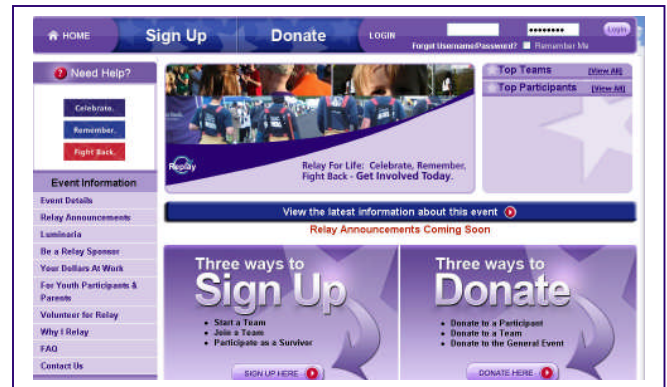 HOME
Sign Up
Donate
LOGIN
Login
Forgot Username/Password?
Remember Me
Need Help?
Celebrate.
Remember.
Fight Back.
Event Information
Event Details
Relay Announcements
Luminaria
Be a Relay Sponsor
Your Dollars At Work
For Youth Participants &
Parents
Volunteer for Relay
Why I Relay
FAQ
Contact Us
Relay
Relay For Life: Celebrate, Remember,
Fight Back - Get Involved Today.
Top Teams [View All]
Top Participants [View All]
View the latest information about this event
Relay Announcements Coming Soon
Three ways to
Sign Up
• Start a Team
• Join a Team
• Participate as a Survivor
SIGN UP HERE
Three ways to
Donate
• Donate to a Participant
• Donate to a Team
• Donate to the General Event
DONATE HERE